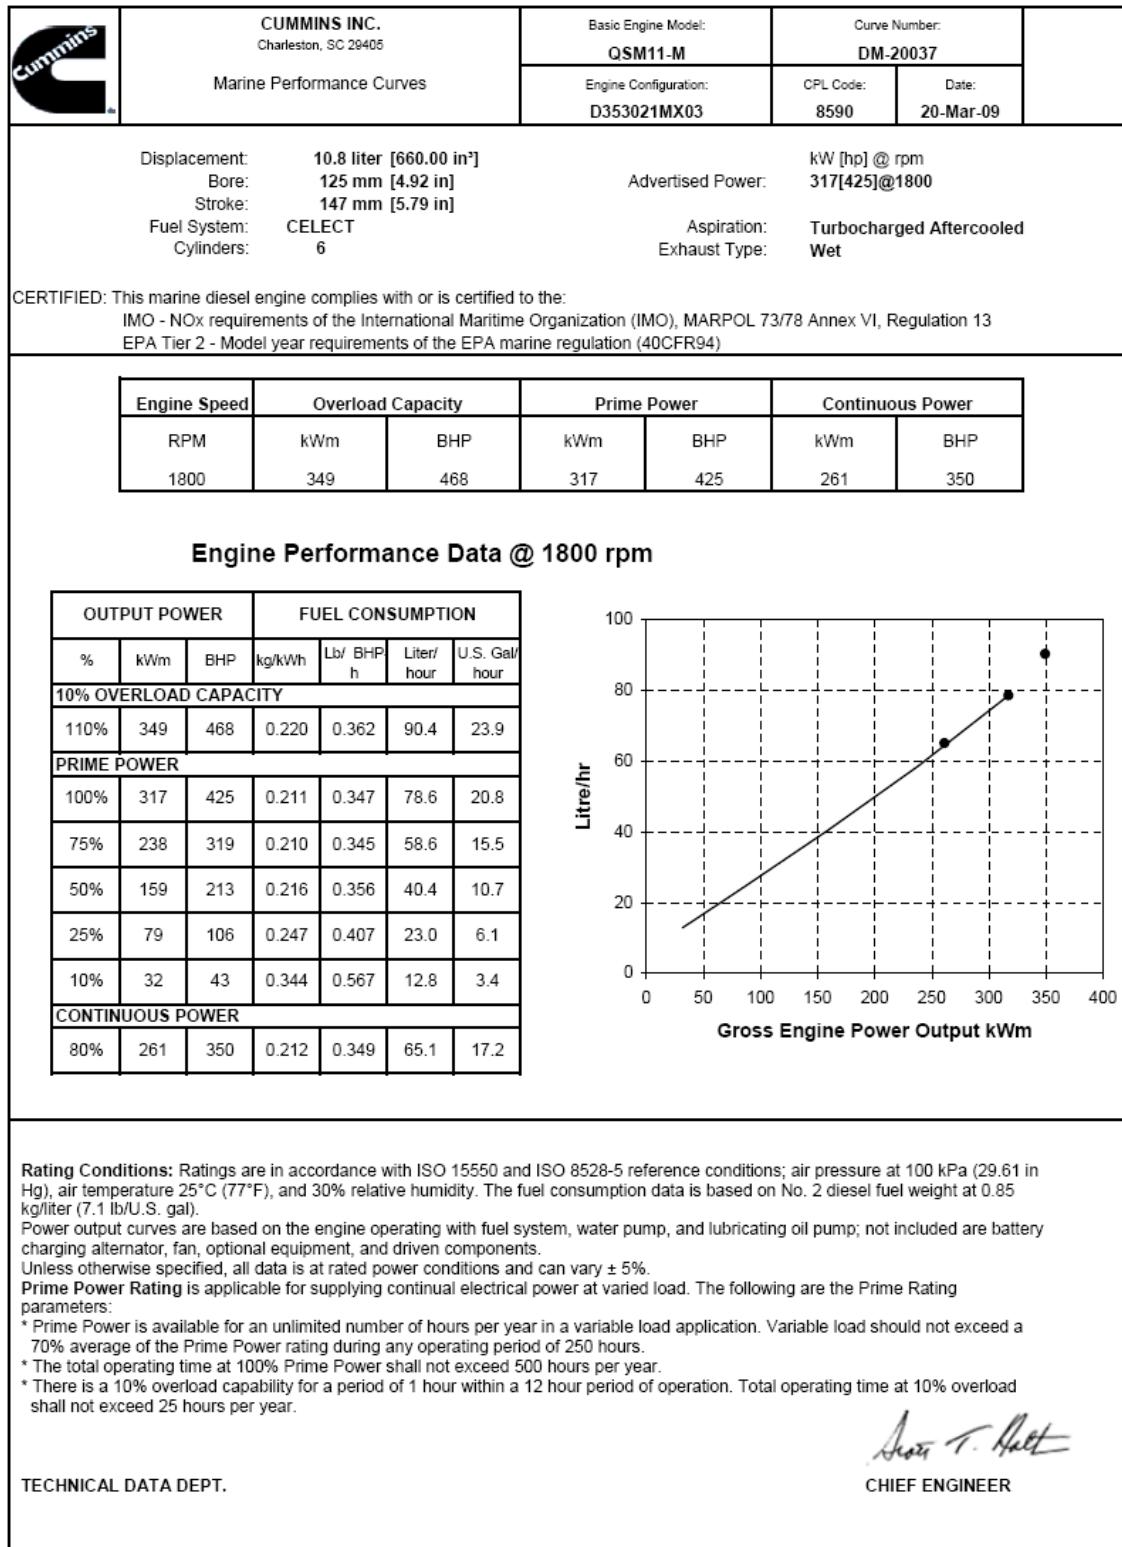 Cummins
CUMMINS INC.
Charleston, SC 29405
Marine Performance Curves
Basic Engine Model:
QSM11-M
Curve Number:
DM-20037
Engine Configuration:
D353021MX03
CPL Code:
8590
Date:
20-Mar-09
Displacement: 10.8 liter [660.00 in³]
Bore: 125 mm [4.92 in]
Stroke: 147 mm [5.79 in]
Fuel System: CELECT
Cylinders: 6
kW [hp] @ rpm
Advertised Power: 317[425]@1800
Aspiration: Turbocharged Aftercooled
Exhaust Type: Wet
CERTIFIED: This marine diesel engine complies with or is certified to the:
IMO - NOx requirements of the International Maritime Organization (IMO), MARPOL 73/78 Annex VI, Regulation 13
EPA Tier 2 - Model year requirements of the EPA marine regulation (40CFR94)
Engine Speed Overload Capacity Prime Power Continuous Power
RPM kWm BHP kWm BHP kWm BHP
1800 349 468 317 425 261 350
Engine Performance Data @ 1800 rpm
OUTPUT POWER FUEL CONSUMPTION
% kWm BHP kg/kWh Lb/ BHP- Liter/ U.S. Gal/
h hour hour
10% OVERLOAD CAPACITY
110% 349 468 0.220 0.362 90.4 23.9
PRIME POWER
100% 317 425 0.211 0.347 78.6 20.8
75% 238 319 0.210 0.345 58.6 15.5
50% 159 213 0.216 0.356 40.4 10.7
25% 79 106 0.247 0.407 23.0 6.1
10% 32 43 0.344 0.567 12.8 3.4
CONTINUOUS POWER
80% 261 350 0.212 0.349 65.1 17.2
100
80
60
40
20
0
Litre/hr
0 50 100 150 200 250 300 350 400
Gross Engine Power Output kWm
Rating Conditions: Ratings are in accordance with ISO 15550 and ISO 8528-5 reference conditions; air pressure at 100 kPa (29.61 in
Hg), air temperature 25°C (77°F), and 30% relative humidity. The fuel consumption data is based on No. 2 diesel fuel weight at 0.85
kg/liter (7.1 lb/U.S. gal).
Power output curves are based on the engine operating with fuel system, water pump, and lubricating oil pump; not included are battery
charging alternator, fan, optional equipment, and driven components.
Unless otherwise specified, all data is at rated power conditions and can vary ± 5%.
Prime Power Rating is applicable for supplying continual electrical power at varied load. The following are the Prime Rating
parameters:
* Prime Power is available for an unlimited number of hours per year in a variable load application. Variable load should not exceed a
70% average of the Prime Power rating during any operating period of 250 hours.
* The total operating time at 100% Prime Power shall not exceed 500 hours per year.
* There is a 10% overload capability for a period of 1 hour within a 12 hour period of operation. Total operating time at 10% overload
shall not exceed 25 hours per year.
TECHNICAL DATA DEPT.
CHIEF ENGINEER